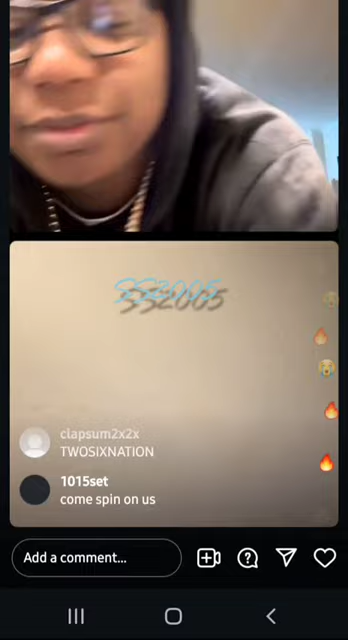 SS2005
clapsum2x2x
TWOSIXNATION
1015set
come spin on us
Add a comment...